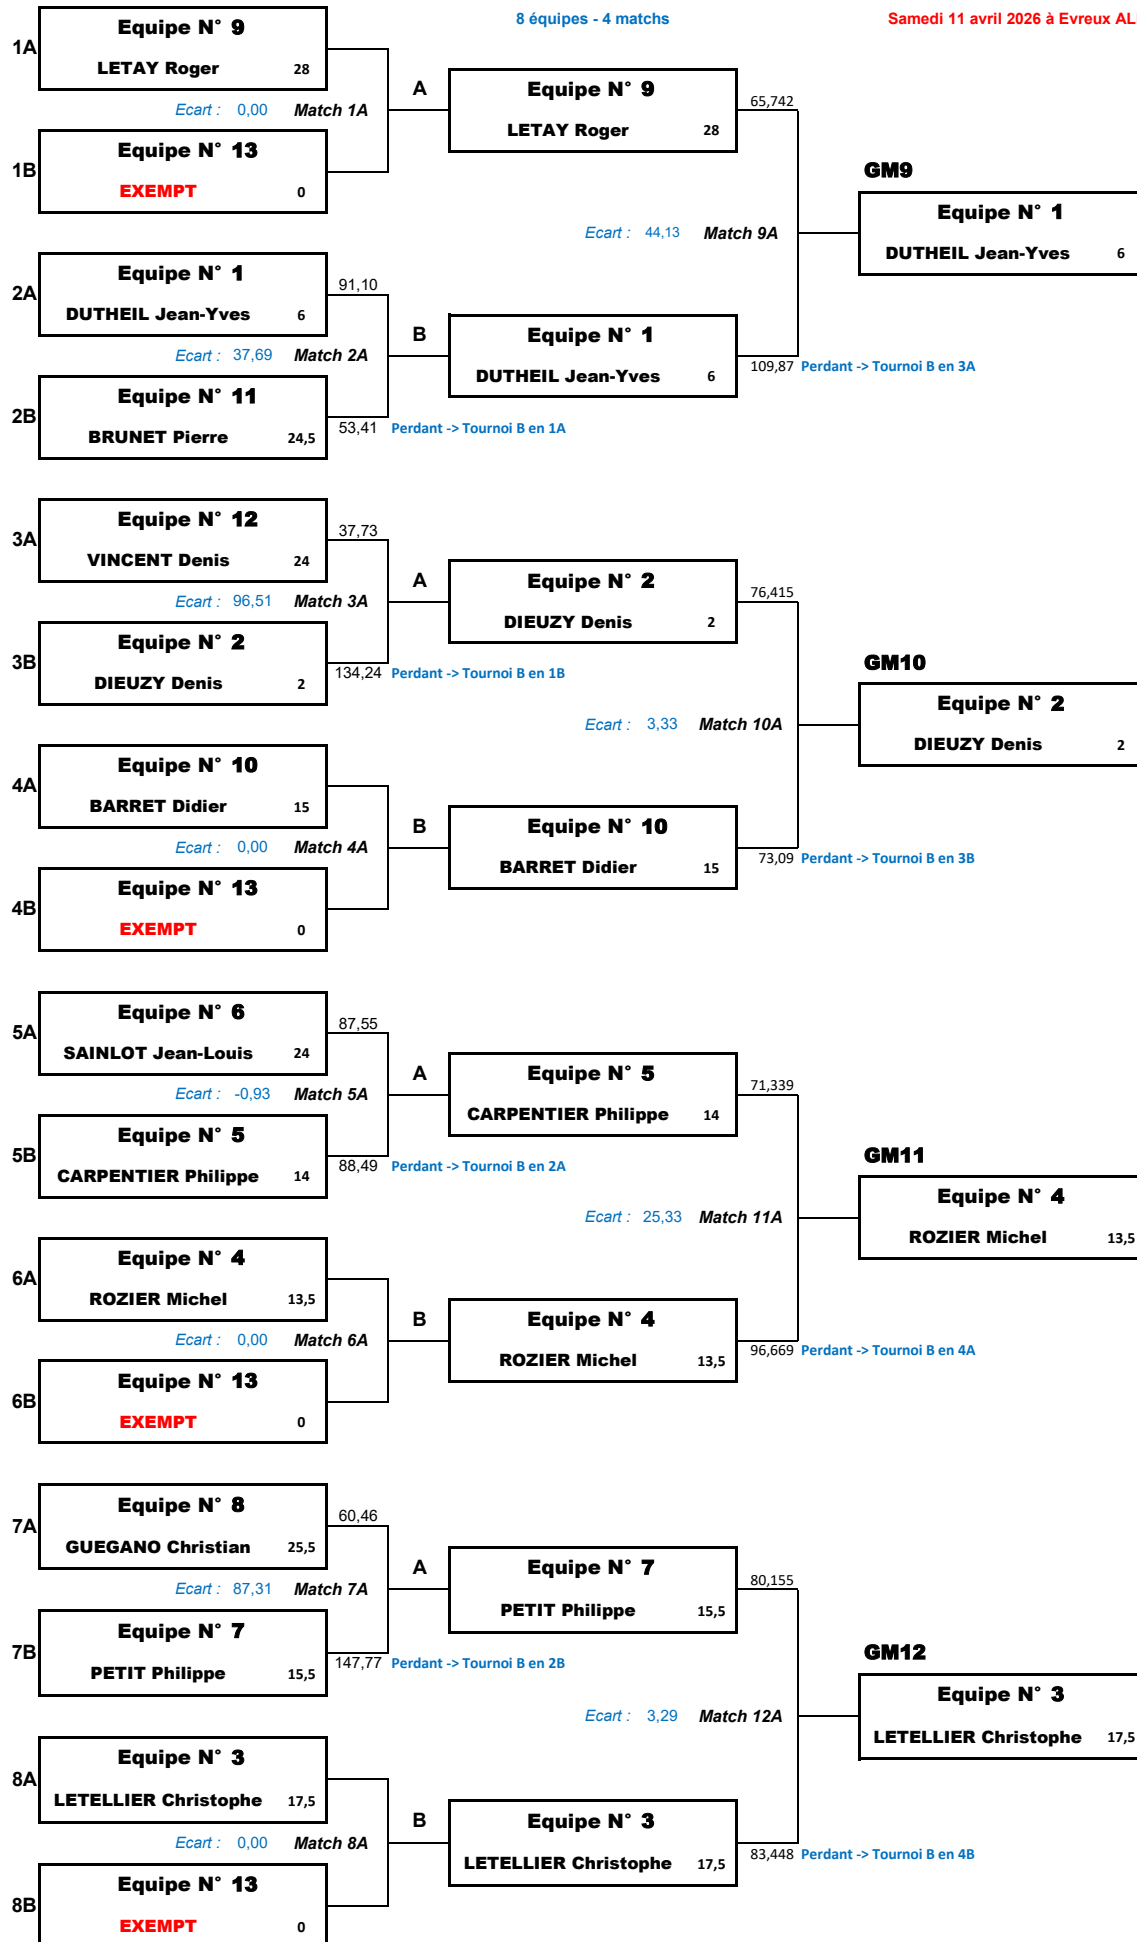 8 équipes - 4 matchs
Samedi 11 avril 2026 à Evreux AL
1A
Equipe N° 9
LETAY Roger 28
Ecart : 0,00 Match 1A
1B
Equipe N° 13
EXEMPT 0
A
Equipe N° 9
LETAY Roger 28
65,742
Ecart : 44,13 Match 9A
GM9
Equipe N° 1
DUTHEIL Jean-Yves 6
2A
Equipe N° 1
DUTHEIL Jean-Yves 6
91,10
Ecart : 37,69 Match 2A
2B
Equipe N° 11
BRUNET Pierre 24,5
53,41 Perdant -> Tournoi B en 1A
B
Equipe N° 1
DUTHEIL Jean-Yves 6
109,87 Perdant -> Tournoi B en 3A
3A
Equipe N° 12
VINCENT Denis 24
37,73
Ecart : 96,51 Match 3A
3B
Equipe N° 2
DIEUZY Denis 2
134,24 Perdant -> Tournoi B en 1B
A
Equipe N° 2
DIEUZY Denis 2
76,415
Ecart : 3,33 Match 10A
GM10
Equipe N° 2
DIEUZY Denis 2
4A
Equipe N° 10
BARRET Didier 15
Ecart : 0,00 Match 4A
4B
Equipe N° 13
EXEMPT 0
B
Equipe N° 10
BARRET Didier 15
73,09 Perdant -> Tournoi B en 3B
5A
Equipe N° 6
SAINLOT Jean-Louis 24
87,55
Ecart : -0,93 Match 5A
5B
Equipe N° 5
CARPENTIER Philippe 14
88,49 Perdant -> Tournoi B en 2A
A
Equipe N° 5
CARPENTIER Philippe 14
71,339
Ecart : 25,33 Match 11A
GM11
Equipe N° 4
ROZIER Michel 13,5
6A
Equipe N° 4
ROZIER Michel 13,5
Ecart : 0,00 Match 6A
6B
Equipe N° 13
EXEMPT 0
B
Equipe N° 4
ROZIER Michel 13,5
96,669 Perdant -> Tournoi B en 4A
7A
Equipe N° 8
GUEGANO Christian 25,5
60,46
Ecart : 87,31 Match 7A
7B
Equipe N° 7
PETIT Philippe 15,5
147,77 Perdant -> Tournoi B en 2B
A
Equipe N° 7
PETIT Philippe 15,5
80,155
Ecart : 3,29 Match 12A
GM12
Equipe N° 3
LETELLIER Christophe 17,5
8A
Equipe N° 3
LETELLIER Christophe 17,5
Ecart : 0,00 Match 8A
8B
Equipe N° 13
EXEMPT 0
B
Equipe N° 3
LETELLIER Christophe 17,5
83,448 Perdant -> Tournoi B en 4B